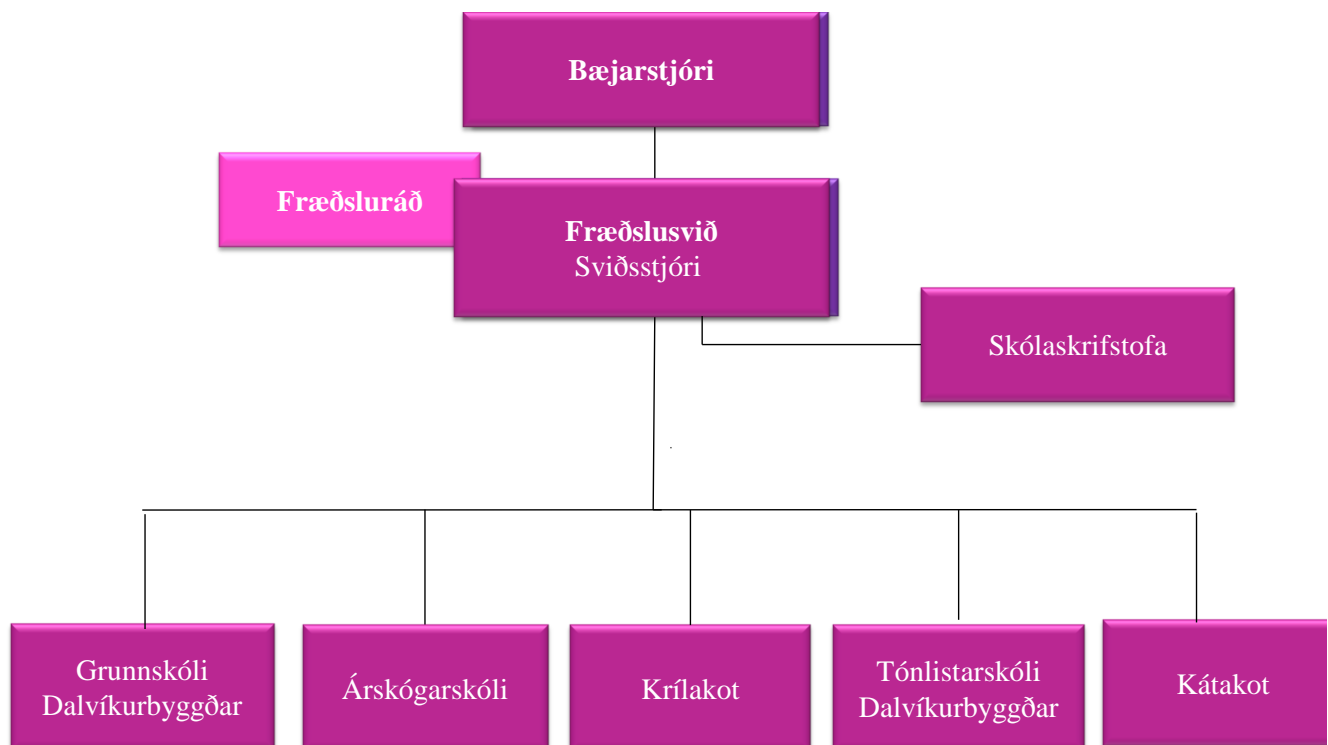 Bæjarstjóri
Fræðsluráð
Fræðslusvið
Sviðsstjóri
Skólaskrifstofa
Grunnskóli
Dalvíkurbyggðar
Árskógarskóli
Krílakot
Tónlistarskóli
Dalvíkurbyggðar
Kátakot